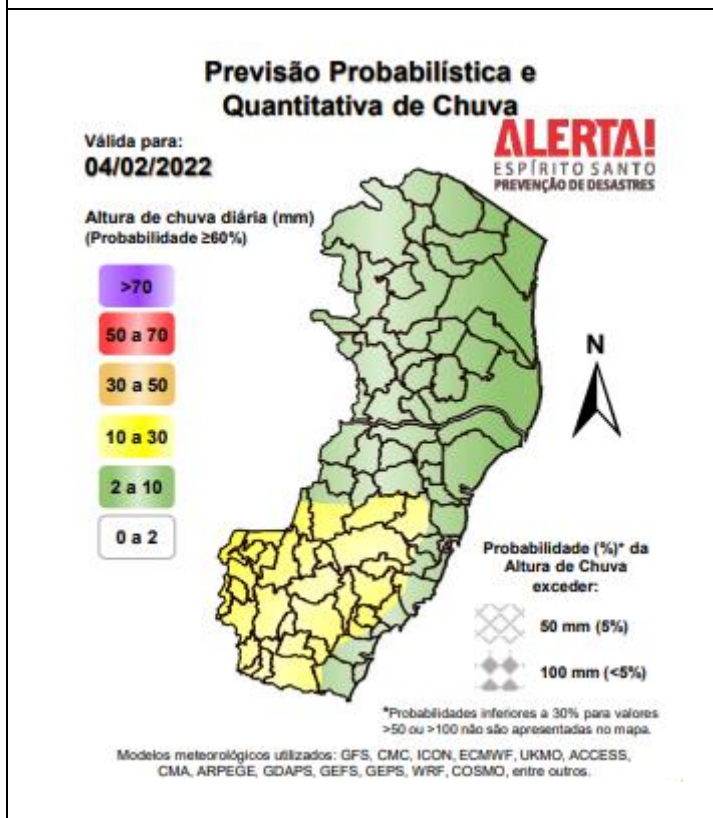 Previsão Probabilística e
Quantitativa de Chuva
ALERTA!
ESPÍRITO SANTO
PREVENÇÃO DE DESASTRES
Válida para:
04/02/2022
Altura de chuva diária (mm)
(Probabilidade ≥60%)
>70
50 a 70
30 a 50
10 a 30
2 a 10
0 a 2
N
Probabilidade (%)* da
Altura de Chuva
exceder:
50 mm (5%)
100 mm (<5%)
*Probabilidades inferiores a 30% para valores
>50 ou >100 não são apresentadas no mapa.
Modelos meteorológicos utilizados: GFS, CMC, ICON, ECMWF, UKMO, ACCESS,
CMA, ARPEGE, GDAPS, GEFS, GEPS, WRF, COSMO, entre outros.